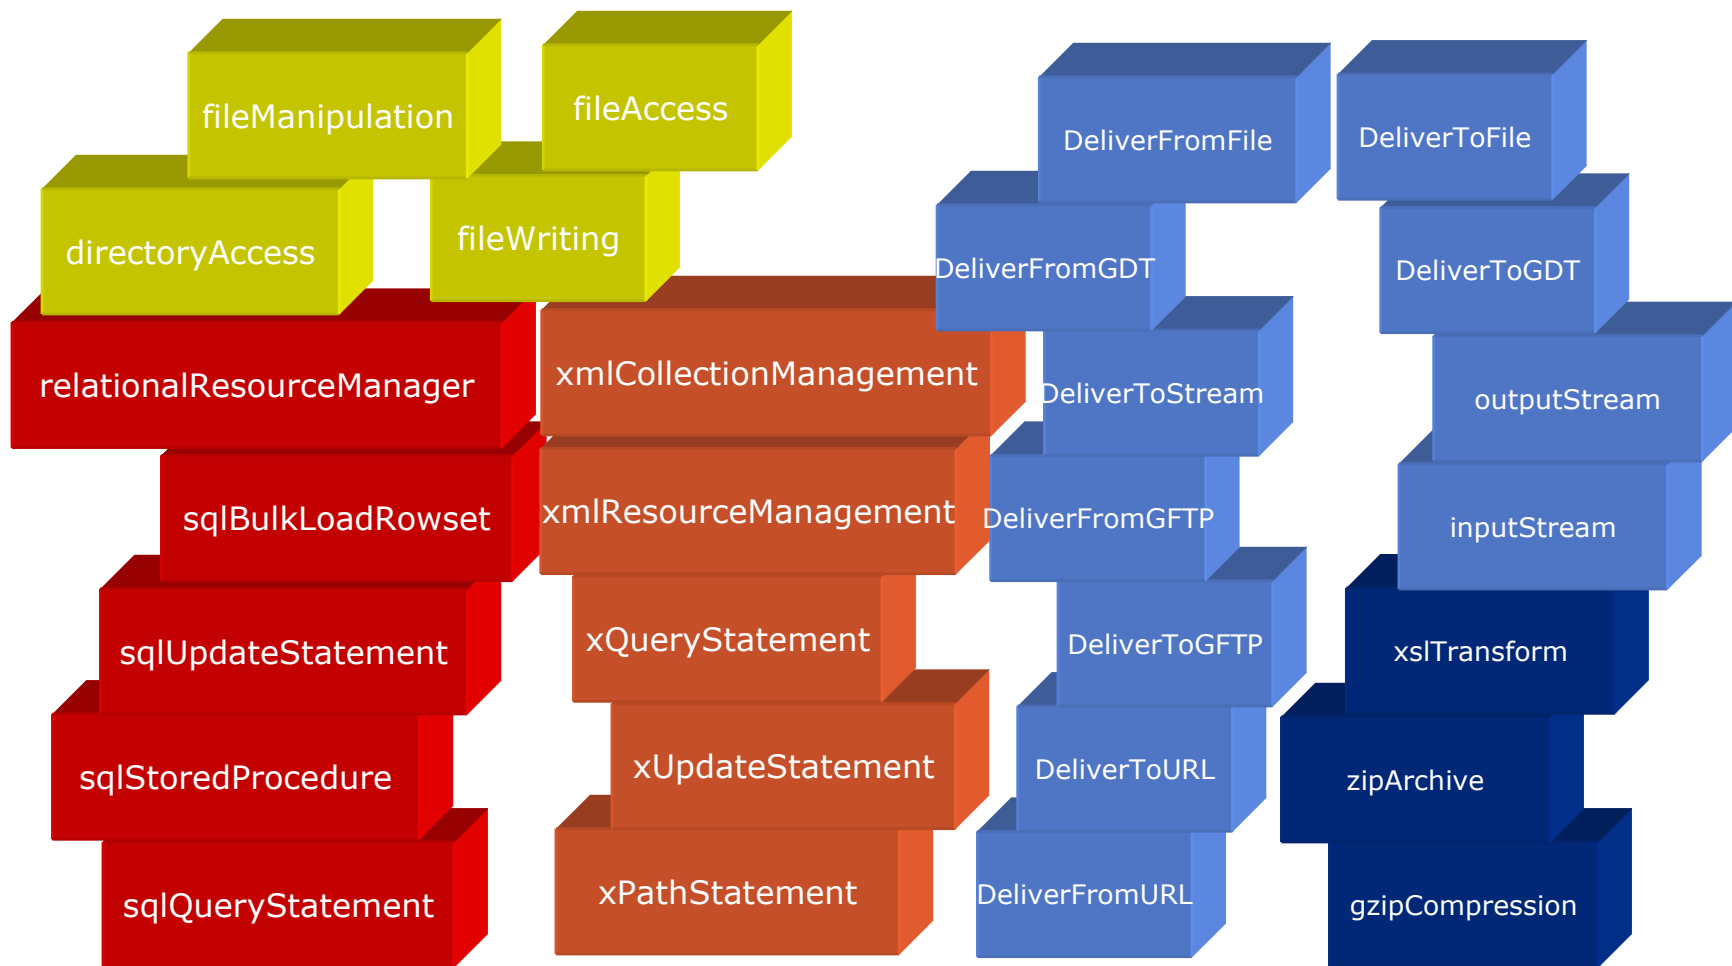 fileManipulation
fileAccess
directoryAccess
fileWriting
relationalResourceManager
sqlBulkLoadRowset
sqlUpdateStatement
sqlStoredProcedure
sqlQueryStatement
xmlCollectionManagement
xmlResourceManagement
xQueryStatement
xUpdateStatement
xPathStatement
DeliverFromFile
DeliverFromGDT
DeliverToStream
DeliverFromGFTP
DeliverToGFTP
DeliverToURL
DeliverFromURL
DeliverToFile
DeliverToGDT
outputStream
inputStream
xslTransform
zipArchive
gzipCompression